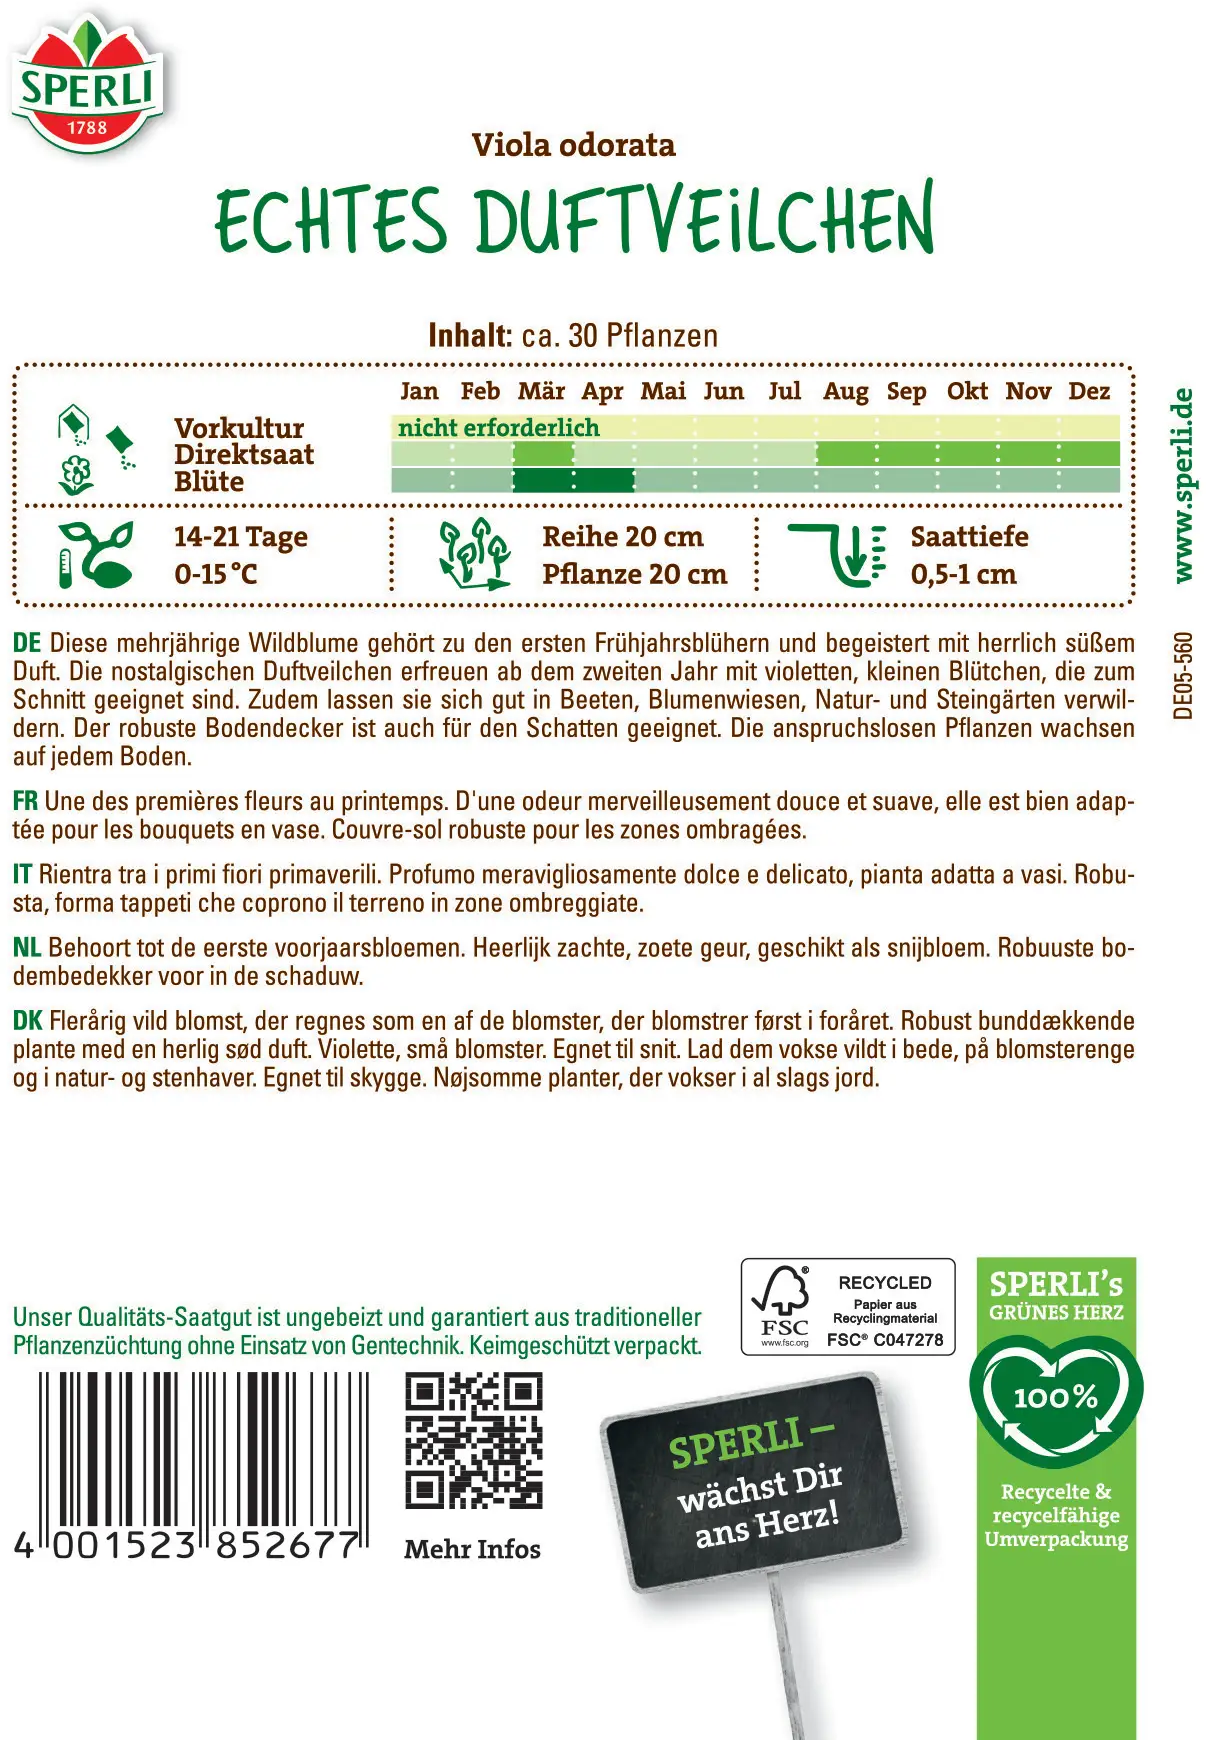 SPERLI
1788
Viola odorata
ECHTES DUFTVEiLCHEN
Inhalt: ca. 30 Pflanzen
Jan Feb Mär Apr Mai Jun Jul Aug Sep Okt Nov Dez
Vorkultur nicht erforderlich
Direktsaat
Blüte
14-21 Tage
0-15 °C
Reihe 20 cm
Pflanze 20 cm
Saattiefe
0,5-1 cm
www.sperli.de
DE05-560
DE Diese mehrjährige Wildblume gehört zu den ersten Frühjahrsblühern und begeistert mit herrlich süßem
Duft. Die nostalgischen Duftveilchen erfreuen ab dem zweiten Jahr mit violetten, kleinen Blütchen, die zum
Schnitt geeignet sind. Zudem lassen sie sich gut in Beeten, Blumenwiesen, Natur- und Steingärten verwil-
dern. Der robuste Bodendecker ist auch für den Schatten geeignet. Die anspruchslosen Pflanzen wachsen
auf jedem Boden.
FR Une des premières fleurs au printemps. D'une odeur merveilleusement douce et suave, elle est bien adap-
tée pour les bouquets en vase. Couvre-sol robuste pour les zones ombragées.
IT Rientra tra i primi fiori primaverili. Profumo meravigliosamente dolce e delicato, pianta adatta a vasi. Robu-
sta, forma tappeti che coprono il terreno in zone ombreggiate.
NL Behoort tot de eerste voorjaarsbloemen. Heerlijk zachte, zoete geur, geschikt als snijbloem. Robuuste bo-
dembedekker voor in de schaduw.
DK Flerårig vild blomst, der regnes som en af de blomster, der blomstrer først i foråret. Robust bunddækkende
plante med en herlig sød duft. Violette, små blomster. Egnet til snit. Lad dem vokse vildt i bede, på blomsterenge
og i natur- og stenhaver. Egnet til skygge. Nøjsomme planter, der vokser i al slags jord.
Unser Qualitäts-Saatgut ist ungebeizt und garantiert aus traditioneller
Pflanzenzüchtung ohne Einsatz von Gentechnik. Keimgeschützt verpackt.
4 001523 852677
Mehr Infos
®
FSC
www.fsc.org
RECYCLED
Papier aus
Recyclingmaterial
FSC® C047278
SPERLI –
wächst Dir
ans Herz!
SPERLI's
GRÜNES HERZ
100%
Recycelte &
recycelfähige
Umverpackung